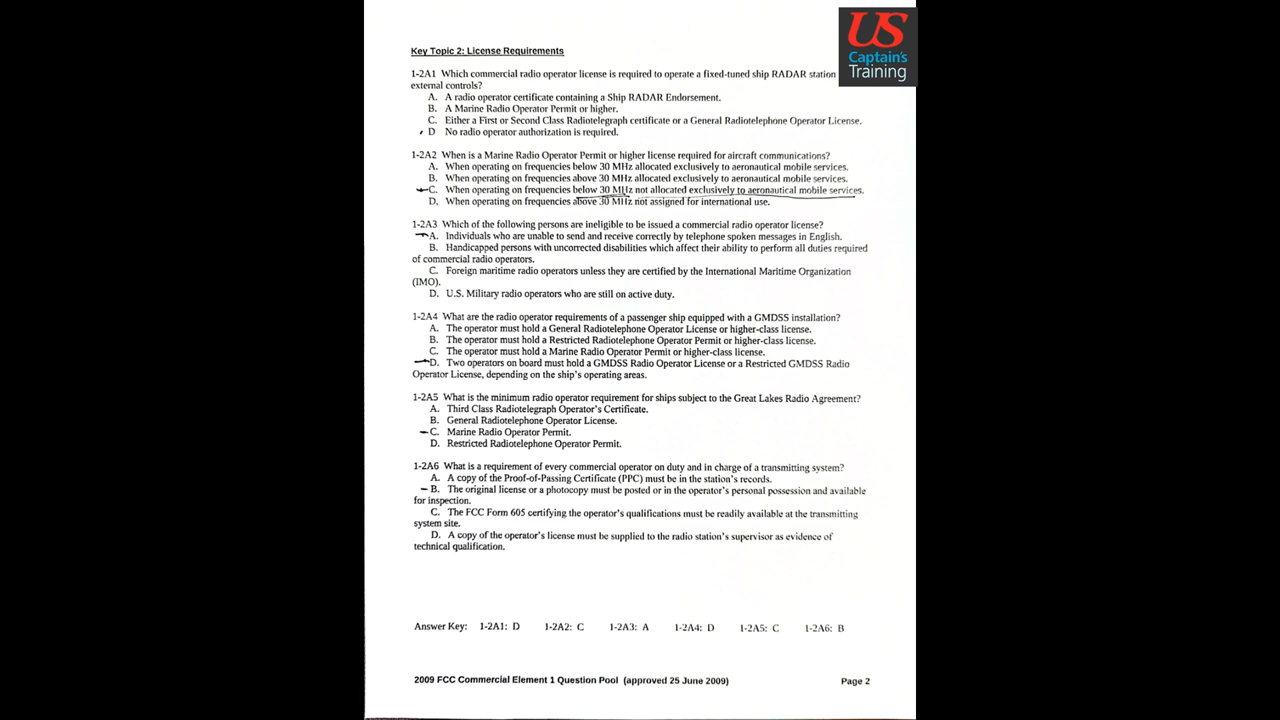 US
Captain's
Training
Key Topic 2: License Requirements
1-2A1 Which commercial radio operator license is required to operate a fixed-tuned ship RADAR station
external controls?
A. A radio operator certificate containing a Ship RADAR Endorsement.
B. A Marine Radio Operator Permit or higher.
C. Either a First or Second Class Radiotelegraph certificate or a General Radiotelephone Operator License.
D No radio operator authorization is required.
1-2A2 When is a Marine Radio Operator Permit or higher license required for aircraft communications?
A. When operating on frequencies below 30 MHz allocated exclusively to aeronautical mobile services.
B. When operating on frequencies above 30 MHz allocated exclusively to aeronautical mobile services.
C. When operating on frequencies below 30 MHz not allocated exclusively to aeronautical mobile services.
D. When operating on frequencies above 30 MHz not assigned for international use.
1-2A3 Which of the following persons are ineligible to be issued a commercial radio operator license?
A. Individuals who are unable to send and receive correctly by telephone spoken messages in English.
B. Handicapped persons with uncorrected disabilities which affect their ability to perform all duties required
of commercial radio operators.
C. Foreign maritime radio operators unless they are certified by the International Maritime Organization
(IMO).
D. U.S. Military radio operators who are still on active duty.
1-2A4 What are the radio operator requirements of a passenger ship equipped with a GMDSS installation?
A. The operator must hold a General Radiotelephone Operator License or higher-class license.
B. The operator must hold a Restricted Radiotelephone Operator Permit or higher-class license.
C. The operator must hold a Marine Radio Operator Permit or higher-class license.
D. Two operators on board must hold a GMDSS Radio Operator License or a Restricted GMDSS Radio
Operator License, depending on the ship's operating areas.
1-2A5 What is the minimum radio operator requirement for ships subject to the Great Lakes Radio Agreement?
A. Third Class Radiotelegraph Operator's Certificate.
B. General Radiotelephone Operator License.
C. Marine Radio Operator Permit.
D. Restricted Radiotelephone Operator Permit.
1-2A6 What is a requirement of every commercial operator on duty and in charge of a transmitting system?
A. A copy of the Proof-of-Passing Certificate (PPC) must be in the station's records.
B. The original license or a photocopy must be posted or in the operator's personal possession and available
for inspection.
C. The FCC Form 605 certifying the operator's qualifications must be readily available at the transmitting
system site.
D. A copy of the operator's license must be supplied to the radio station's supervisor as evidence of
technical qualification.
Answer Key: 1-2A1: D 1-2A2: C 1-2A3: A 1-2A4: D 1-2A5: C 1-2A6: B
2009 FCC Commercial Element 1 Question Pool (approved 25 June 2009) Page 2